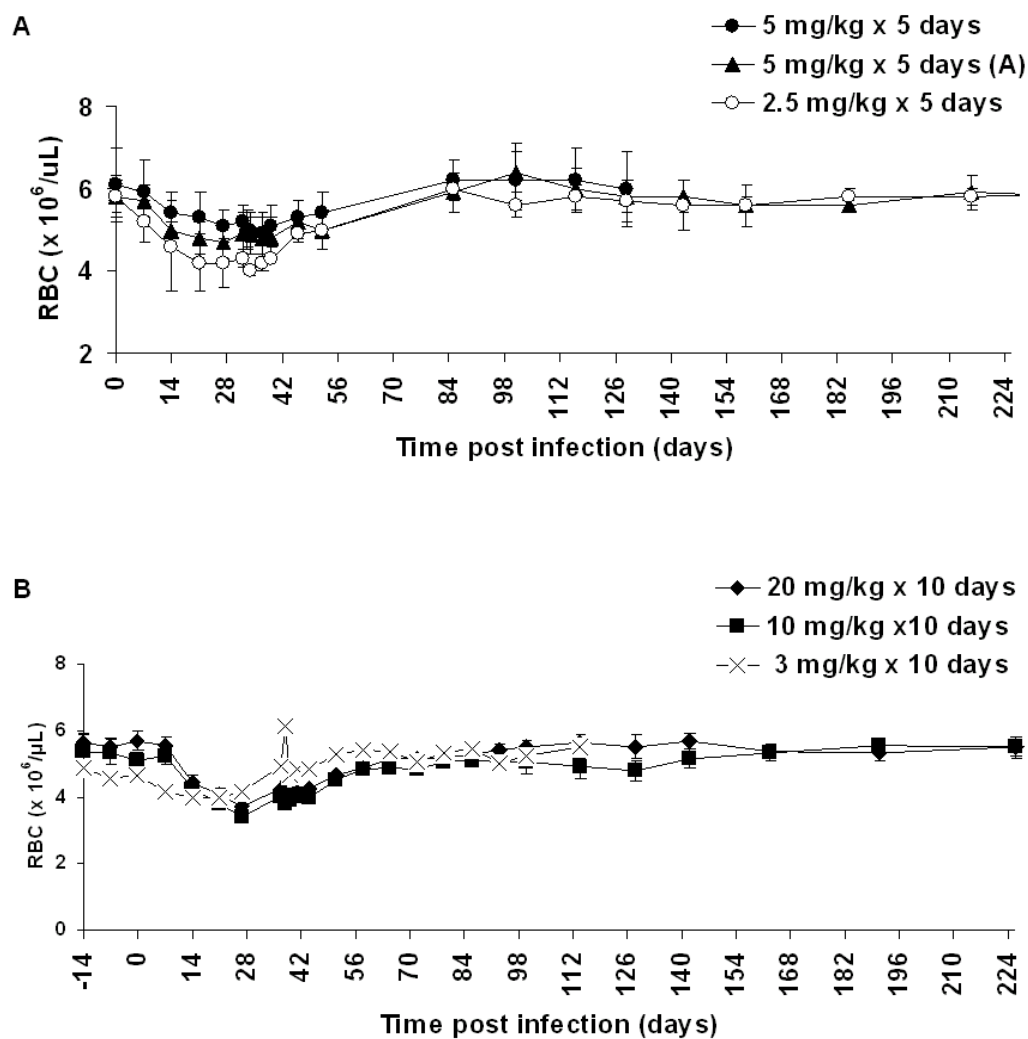 A
5 mg/kg x 5 days
5 mg/kg x 5 days (A)
2.5 mg/kg x 5 days
RBC (x 10⁶/uL)
8
6
4
2
0 14 28 42 56 70 84 98 112 126 140 154 168 182 196 210 224
Time post infection (days)
B
20 mg/kg x 10 days
10 mg/kg x10 days
3 mg/kg x 10 days
RBC (x 10⁶/µL)
8
6
4
2
0
-14 0 14 28 42 56 70 84 98 112 126 140 154 168 182 196 210 224
Time post infection (days)